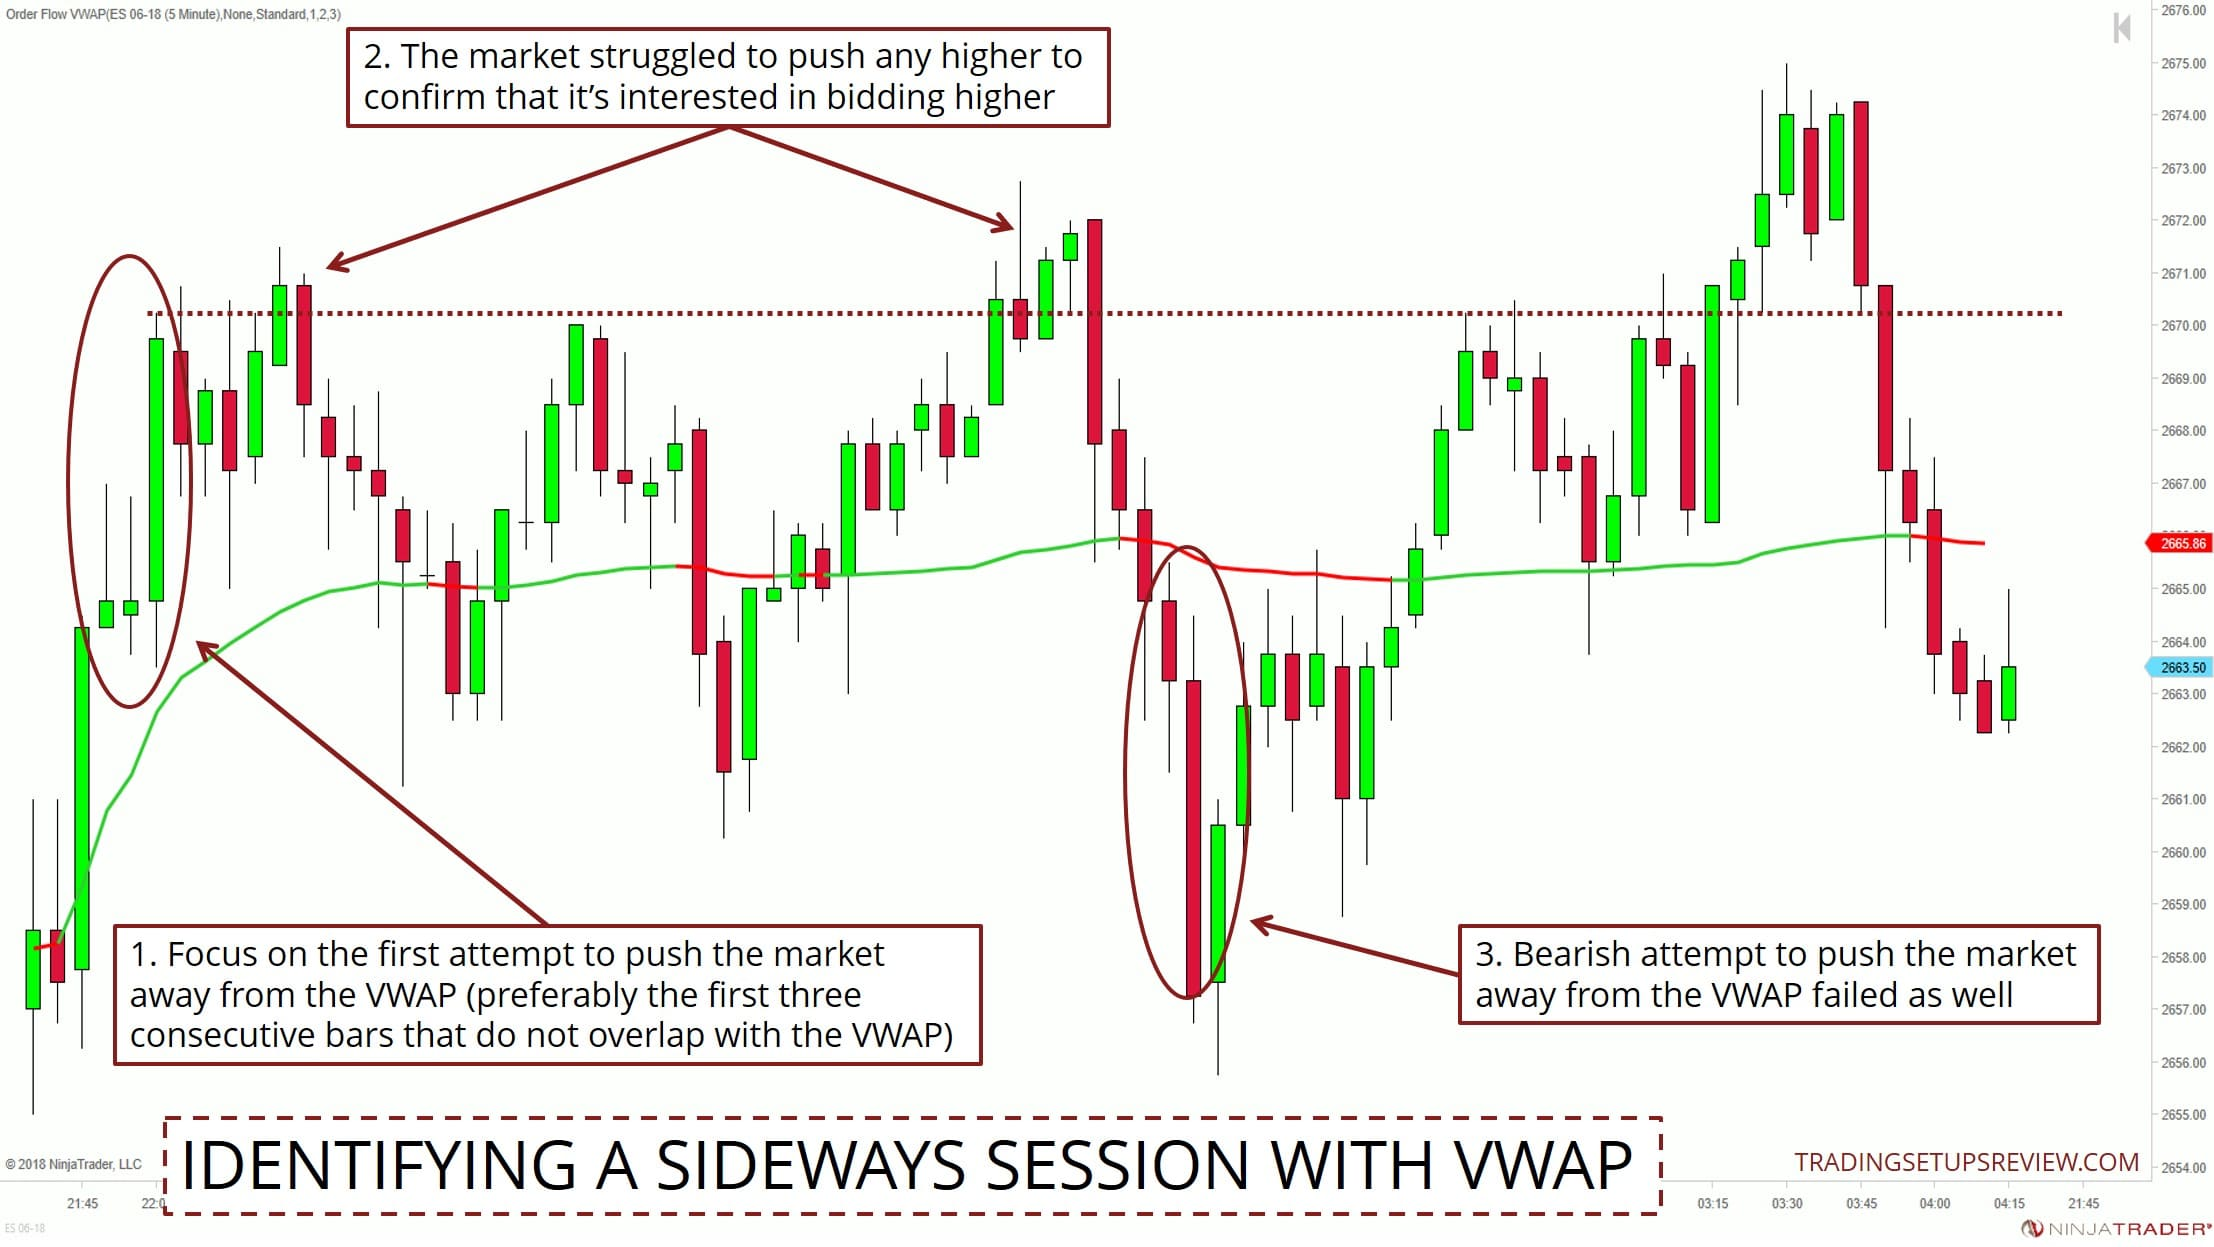 Order Flow VWAP(ES 06-18 (5 Minute),None,Standard,1,2,3)
2. The market struggled to push any higher to
confirm that it’s interested in bidding higher
1. Focus on the first attempt to push the market
away from the VWAP (preferably the first three
consecutive bars that do not overlap with the VWAP)
3. Bearish attempt to push the market
away from the VWAP failed as well
2676.00
2675.00
2674.00
2673.00
2672.00
2671.00
2670.00
2669.00
2668.00
2667.00
2665.86
2665.00
2664.00
2663.50
2663.00
2662.00
2661.00
2660.00
2659.00
2658.00
2657.00
2656.00
2655.00
2654.00
© 2018 NinjaTrader, LLC
IDENTIFYING A SIDEWAYS SESSION WITH VWAP
TRADINGSETUPSREVIEW.COM
21:45 03:15 03:30 03:45 04:00 04:15 21:45
ES 06-18
NINJATRADER